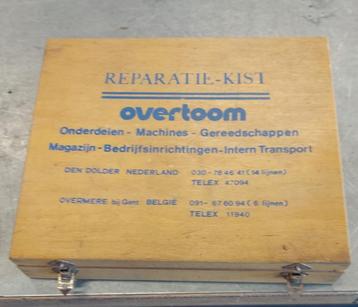 REPARATIE-KIST
overtoom
Onderdelen - Machines - Gereedschappen
Magazijn - Bedrijfsinrichtingen - Intern Transport
DEN DOLDER NEDERLAND 030 - 78 46 41 (14 lijnen)
TELEX 47094
OVERMERE bij Gent BELGIË 091 - 67 60 94 (6 lijnen)
TELEX 11940